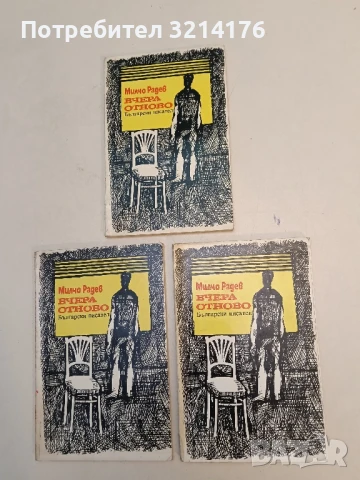 Потребител 3214176
Милчо Радев
ВЧЕРА
ОТНОВО
Български писател
Милчо Радев
ВЧЕРА
ОТНОВО
Български писател
Милчо Радев
ВЧЕРА
ОТНОВО
Български писател
BAZAR